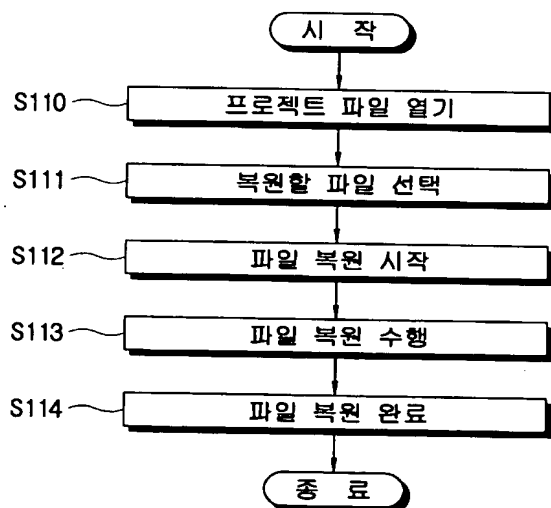 시 작
S110 프로젝트 파일 열기
S111 복원할 파일 선택
S112 파일 복원 시작
S113 파일 복원 수행
S114 파일 복원 완료
종 료